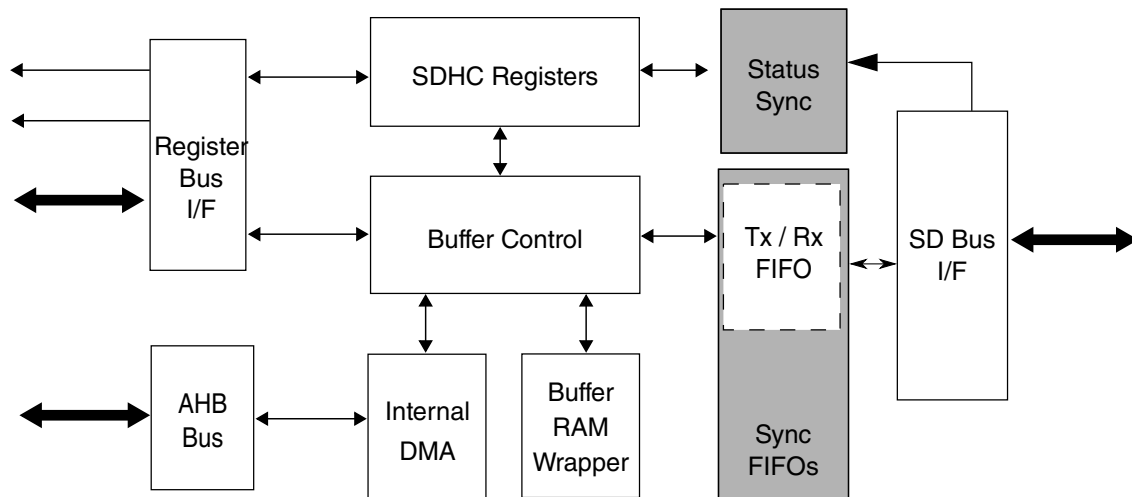 SDHC Registers
Status
Sync
Register
Bus
I/F
Buffer Control
Tx / Rx
FIFO
SD Bus
I/F
AHB
Bus
Internal
DMA
Buffer
RAM
Wrapper
Sync
FIFOs